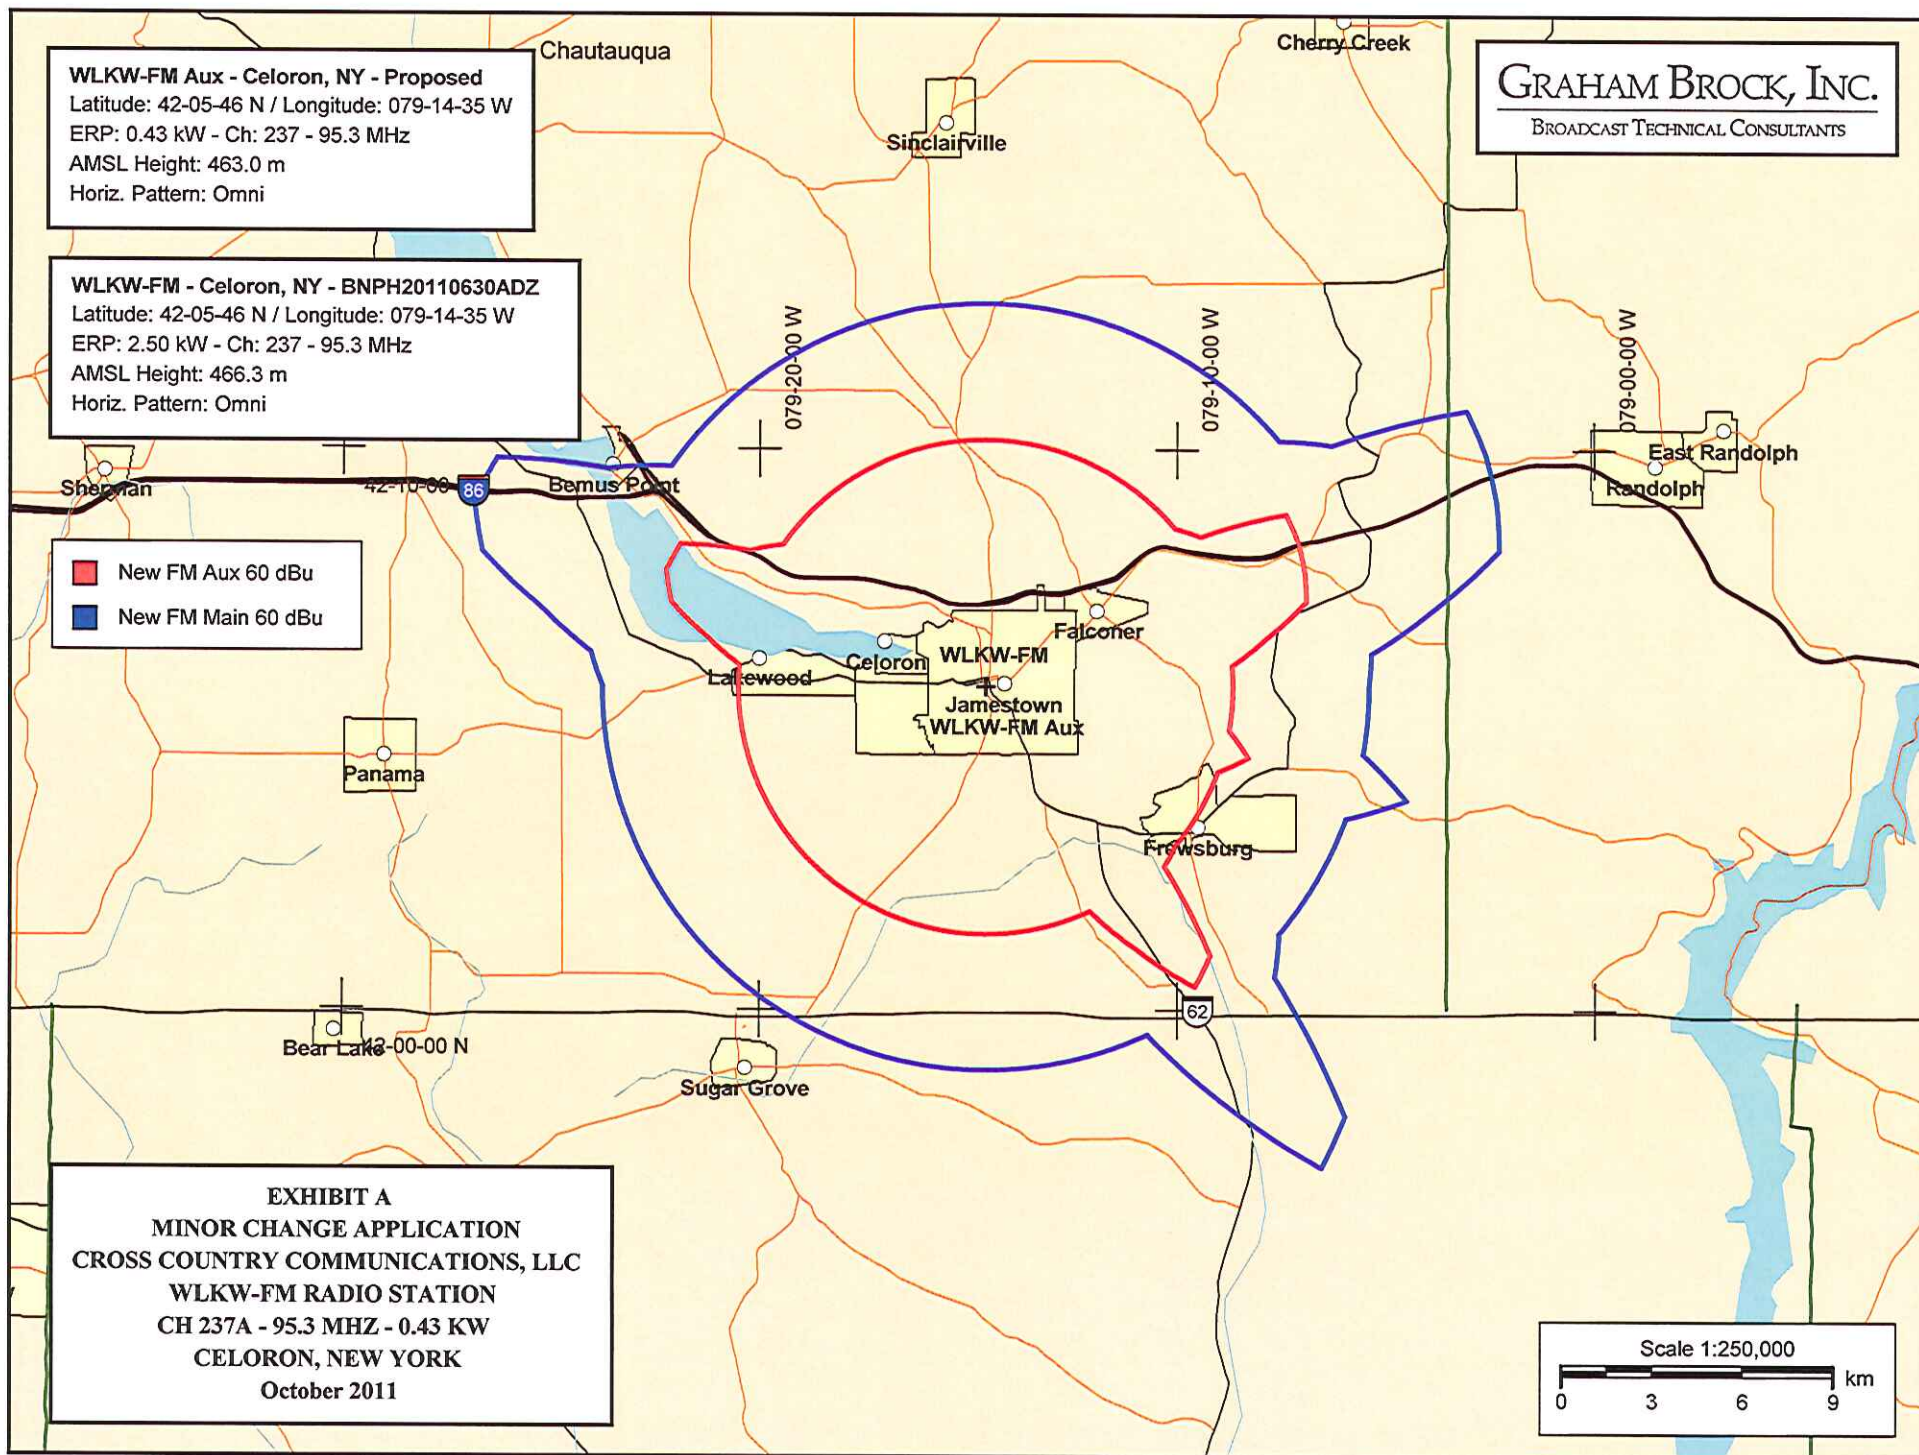 WLKW-FM Aux - Celoron, NY - Proposed
Latitude: 42-05-46 N / Longitude: 079-14-35 W
ERP: 0.43 kW - Ch: 237 - 95.3 MHz
AMSL Height: 463.0 m
Horiz. Pattern: Omni
Chautauqua
Cherry Creek
GRAHAM BROCK, INC.
BROADCAST TECHNICAL CONSULTANTS
Sinclairville
WLKW-FM - Celoron, NY - BNPH20110630ADZ
Latitude: 42-05-46 N / Longitude: 079-14-35 W
ERP: 2.50 kW - Ch: 237 - 95.3 MHz
AMSL Height: 466.3 m
Horiz. Pattern: Omni
079-20-00 W
079-10-00 W
079-00-00 W
East Randolph
Randolph
Sherman
42-10-00
86
Bemus Point
New FM Aux 60 dBu
New FM Main 60 dBu
Falconer
Celoron
WLKW-FM
Lakewood
Jamestown
WLKW-FM Aux
Panama
Frewsburg
62
Bear Lake
42-00-00 N
Sugar Grove
EXHIBIT A
MINOR CHANGE APPLICATION
CROSS COUNTRY COMMUNICATIONS, LLC
WLKW-FM RADIO STATION
CH 237A - 95.3 MHZ - 0.43 KW
CELORON, NEW YORK
October 2011
Scale 1:250,000
km
0 3 6 9